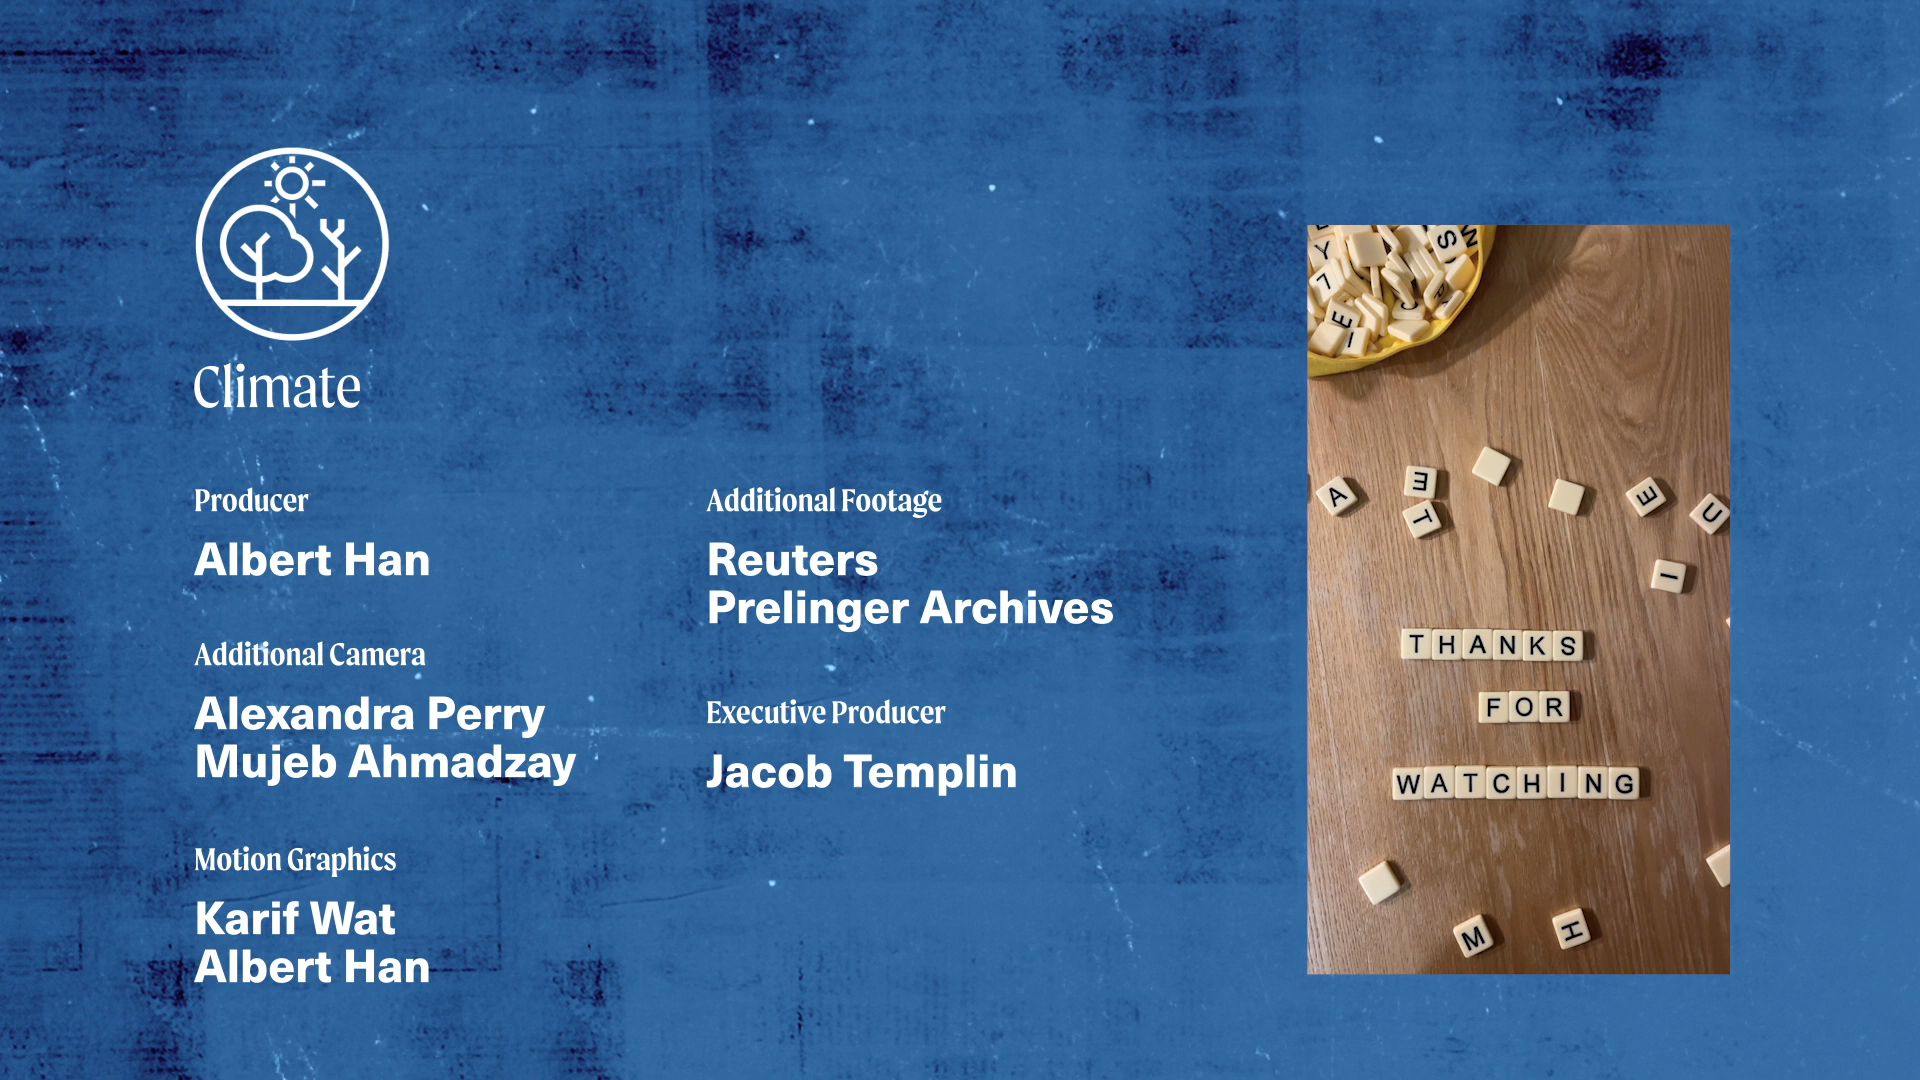 Climate
Producer
Albert Han
Additional Camera
Alexandra Perry
Mujeb Ahmadzay
Motion Graphics
Karif Wat
Albert Han
Additional Footage
Reuters
Prelinger Archives
Executive Producer
Jacob Templin
A
E
T
E
U
I
THANKS
FOR
WATCHING
M
H